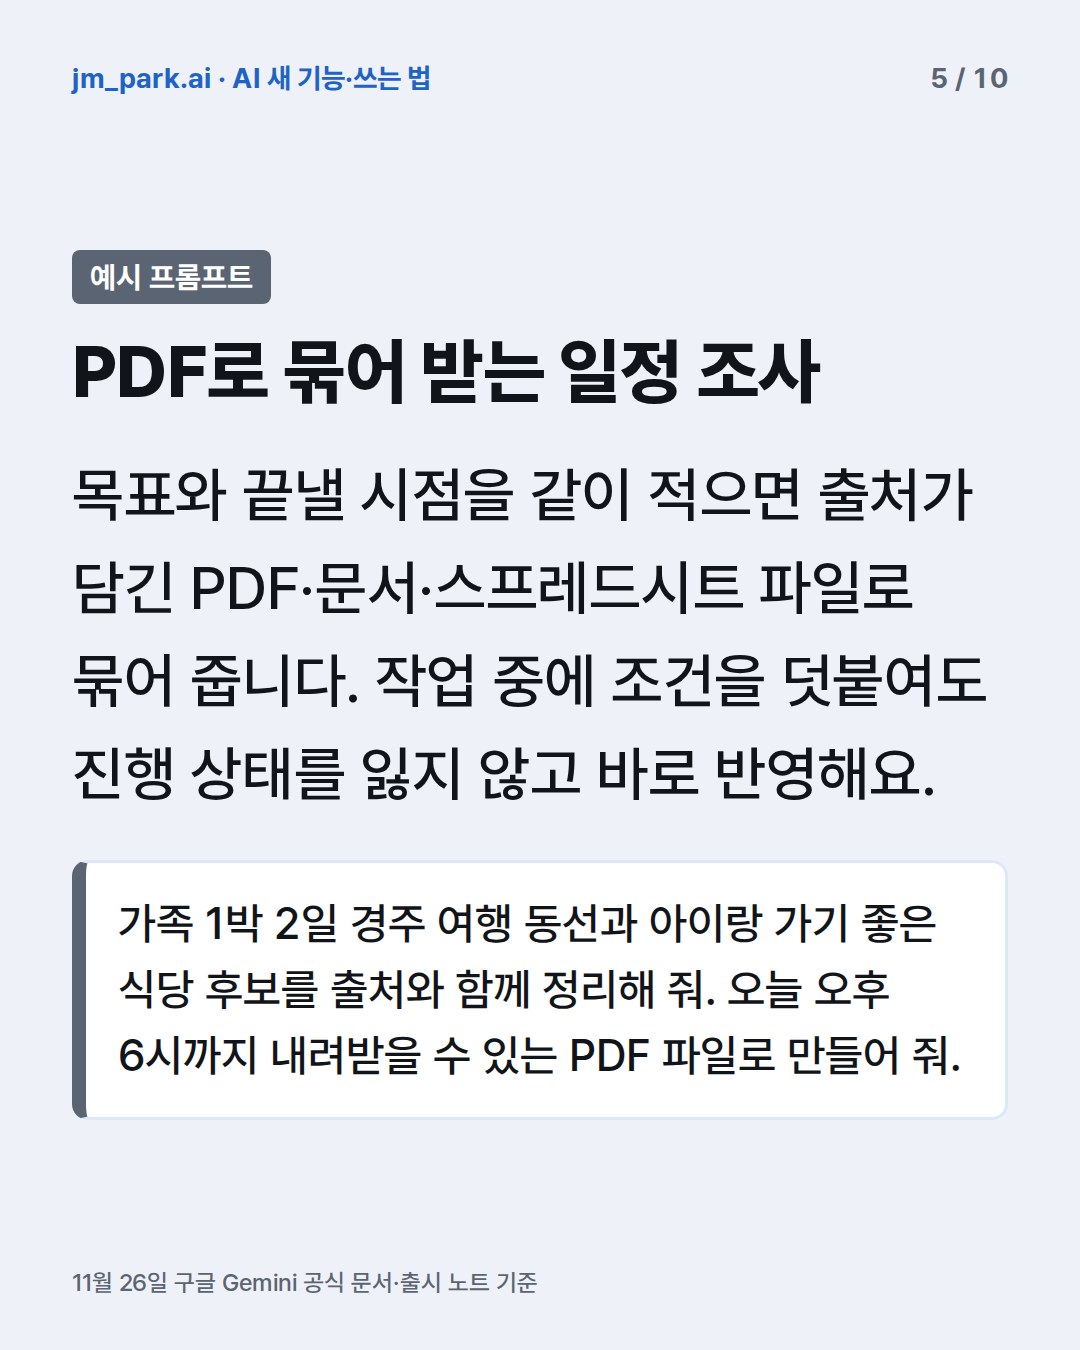 jm_park.ai · AI 새 기능·쓰는 법
5 / 10
예시 프롬프트
PDF로 묶어 받는 일정 조사
목표와 끝낼 시점을 같이 적으면 출처가
담긴 PDF·문서·스프레드시트 파일로
묶어 줍니다. 작업 중에 조건을 덧붙여도
진행 상태를 잃지 않고 바로 반영해요.
가족 1박 2일 경주 여행 동선과 아이랑 가기 좋은
식당 후보를 출처와 함께 정리해 줘. 오늘 오후
6시까지 내려받을 수 있는 PDF 파일로 만들어 줘.
11월 26일 구글 Gemini 공식 문서·출시 노트 기준